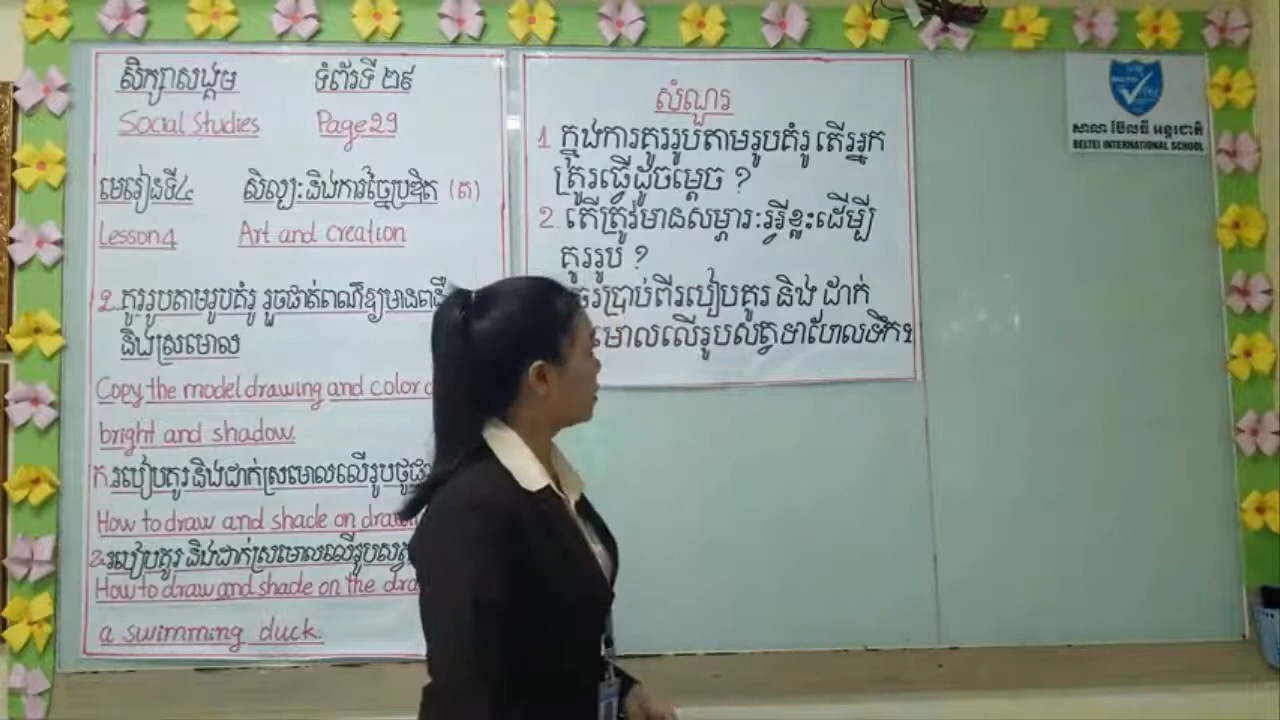 សិក្សាសង្គម ទំព័រទី ២៩
Social Studies Page 29
មេរៀនទី៤ សិល្បៈនិងការច្នៃប្រឌិត (ត)
Lesson 4 Art and creation
២. គូររូបតាមរូបគំរូ រួចផាត់ពណ៌ឱ្យមាន
និងស្រមោល
Copy the model drawing and color
bright and shadow.
ក. របៀបគូរ និងដាក់ស្រមោលលើរូប
How to draw and shade on
ខ. របៀបគូរ និងដាក់ស្រមោលលើរូបសត្វ
How to draw and shade on the
a swimming duck.
សំណួរ
1. ក្នុងការគូររូបតាមរូបគំរូ តើអ្នក
ត្រូវធ្វើដូចម្តេច ?
2. តើត្រូវមានសម្ភារៈអ្វីខ្លះដើម្បី
គូររូប ?
ប្រាប់ពីរបៀបគូរ និង ដាក់
លើរូបសត្វទាហែលទឹក។
សាលា ប៊ែលធី អន្តរជាតិ
BELTEI INTERNATIONAL SCHOOL